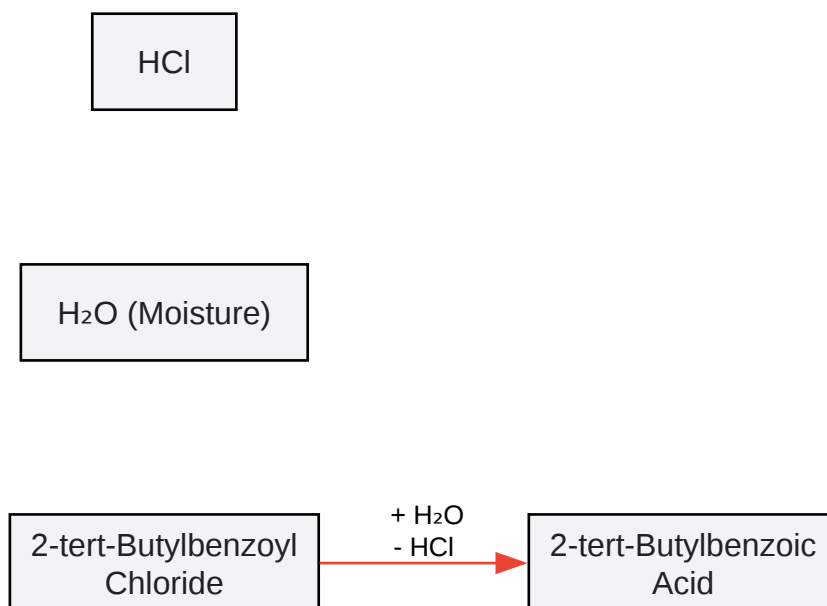 HCl
H₂O (Moisture)
+ H₂O
- HCl
2-tert-Butylbenzoyl
Chloride
2-tert-Butylbenzoic
Acid